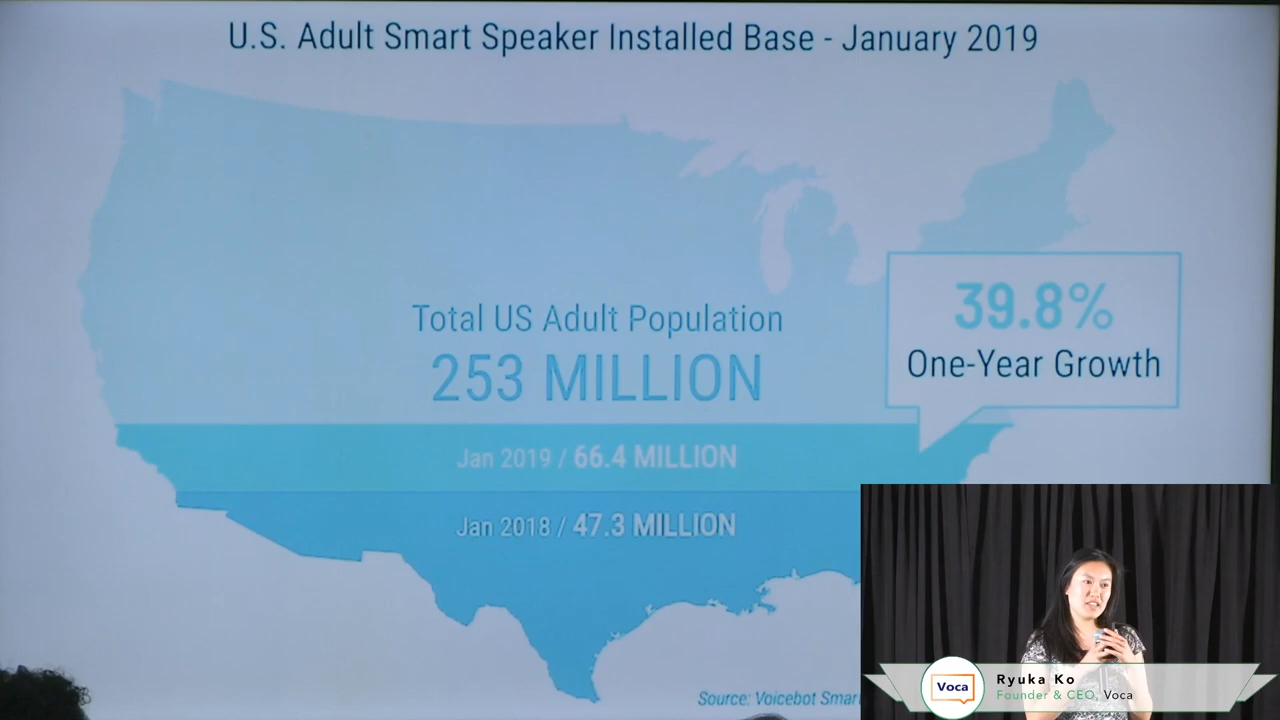 U.S. Adult Smart Speaker Installed Base - January 2019
39.8%
One-Year Growth
Total US Adult Population
253 MILLION
Jan 2019 / 66.4 MILLION
Jan 2018 / 47.3 MILLION
Source: Voicebot Smar
Voca
Ryuka Ko
Founder & CEO, Voca